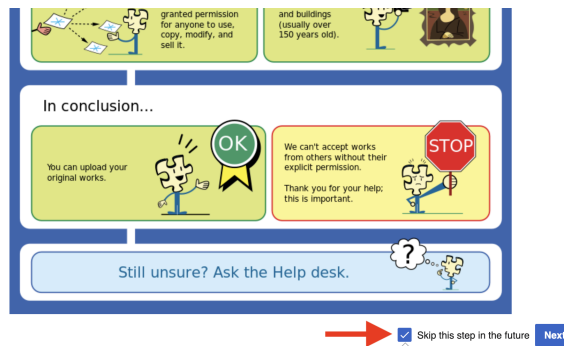 granted permission
for anyone to use,
copy, modify, and
sell it.
and buildings
(usually over
150 years old).
In conclusion...
You can upload your
original works.
OK
We can't accept works
from others without their
explicit permission.
Thank you for your help;
this is important.
STOP
Still unsure? Ask the Help desk.
?
Skip this step in the future
Next